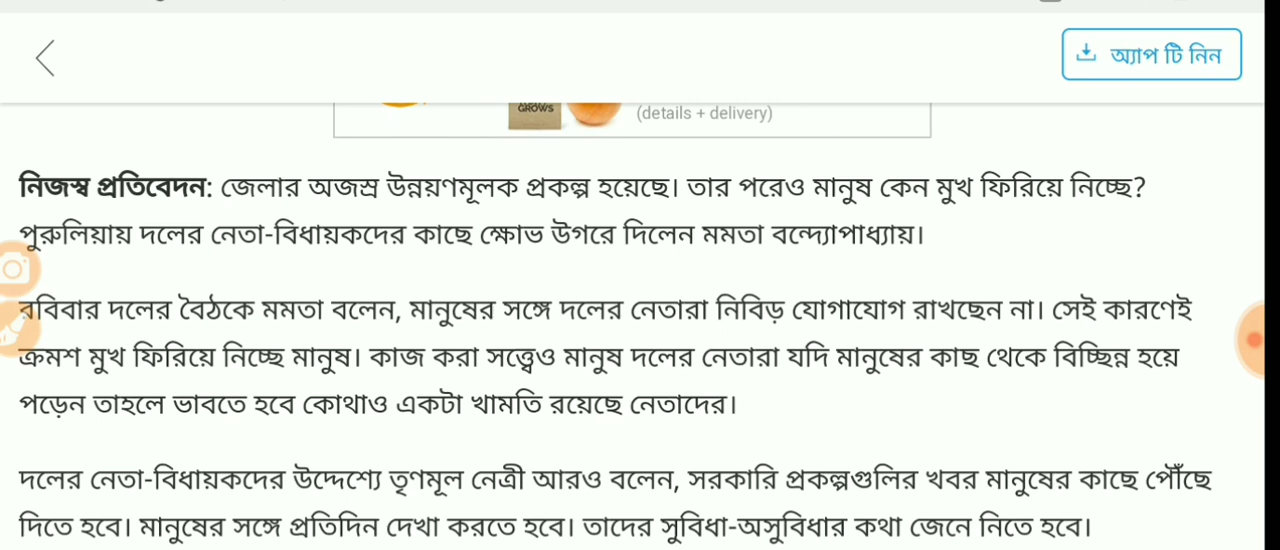 অ্যাপ টি নিন
GROWS
(details + delivery)
নিজস্ব প্রতিবেদন: জেলার অজস্র উন্নয়ণমূলক প্রকল্প হয়েছে। তার পরেও মানুষ কেন মুখ ফিরিয়ে নিচ্ছে?
পুরুলিয়ায় দলের নেতা-বিধায়কদের কাছে ক্ষোভ উগরে দিলেন মমতা বন্দ্যোপাধ্যায়।
রবিবার দলের বৈঠকে মমতা বলেন, মানুষের সঙ্গে দলের নেতারা নিবিড় যোগাযোগ রাখছেন না। সেই কারণেই
ক্রমশ মুখ ফিরিয়ে নিচ্ছে মানুষ। কাজ করা সত্ত্বেও মানুষ দলের নেতারা যদি মানুষের কাছ থেকে বিচ্ছিন্ন হয়ে
পড়েন তাহলে ভাবতে হবে কোথাও একটা খামতি রয়েছে নেতাদের।
দলের নেতা-বিধায়কদের উদ্দেশ্যে তৃণমূল নেত্রী আরও বলেন, সরকারি প্রকল্পগুলির খবর মানুষের কাছে পৌঁছে
দিতে হবে। মানুষের সঙ্গে প্রতিদিন দেখা করতে হবে। তাদের সুবিধা-অসুবিধার কথা জেনে নিতে হবে।